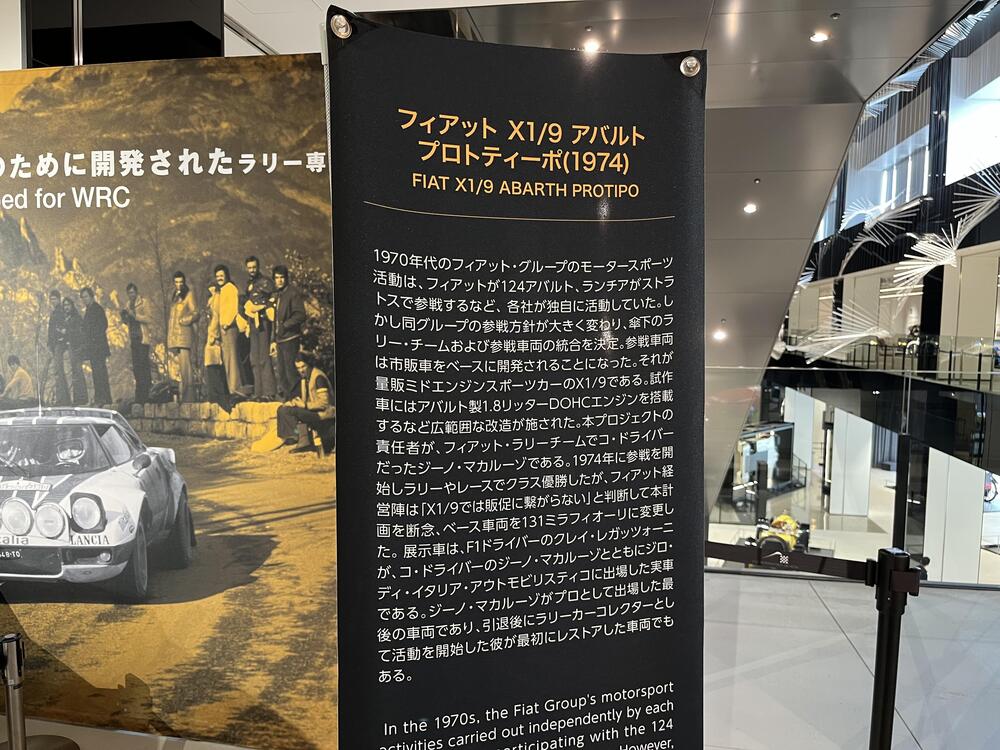 のために開発されたラリー専
ed for WRC
alia
LANCIA
フィアット X1/9 アバルト
プロトティーポ(1974)
FIAT X1/9 ABARTH PROTIPO
1970年代のフィアット・グループのモータースポーツ
活動は、フィアットが124アバルト、ランチアがストラ
トスで参戦するなど、各社が独自に活動していた。し
かし同グループの参戦方針が大きく変わり、傘下のラ
リー・チームおよび参戦車両の統合を決定。参戦車両
は市販車をベースに開発されることになった。それが
量販ミドエンジンスポーツカーのX1/9である。試作
車にはアバルト製1.8リッターDOHCエンジンを搭載
するなど広範囲な改造が施された。本プロジェクトの
責任者が、フィアット・ラリーチームでコ・ドライバー
だったジーノ・マカルーゾである。1974年に参戦を開
始しラリーやレースでクラス優勝したが、フィアット経
営陣は「X1/9では販促に繋がらない」と判断して本計
画を断念、ベース車両を131ミラフィオーリに変更し
た。展示車は、F1ドライバーのクレイ・レガッツォーニ
が、コ・ドライバーのジーノ・マカルーゾとともにジロ・
ディ・イタリア・アウトモビリスティコに出場した実車
である。ジーノ・マカルーゾがプロとして出場した最
後の車両であり、引退後にラリーカーコレクターとし
て活動を開始した彼が最初にレストアした車両でも
ある。
In the 1970s, the Fiat Group's motorsport
activities carried out independently by each
participating with the 124
However,